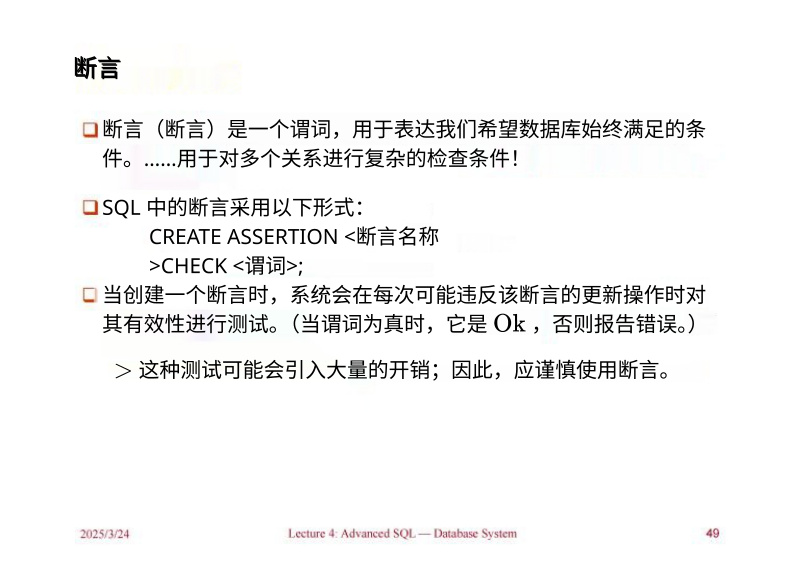 断言
断言（断言）是一个谓词，用于表达我们希望数据库始终满足的条
件。......用于对多个关系进行复杂的检查条件！
SQL 中的断言采用以下形式：
CREATE ASSERTION <断言名称
>CHECK <谓词>;
当创建一个断言时，系统会在每次可能违反该断言的更新操作时对
其有效性进行测试。（当谓词为真时，它是 Ok ，否则报告错误。）
> 这种测试可能会引入大量的开销；因此，应谨慎使用断言。
2025/3/24 Lecture 4: Advanced SQL — Database System 49